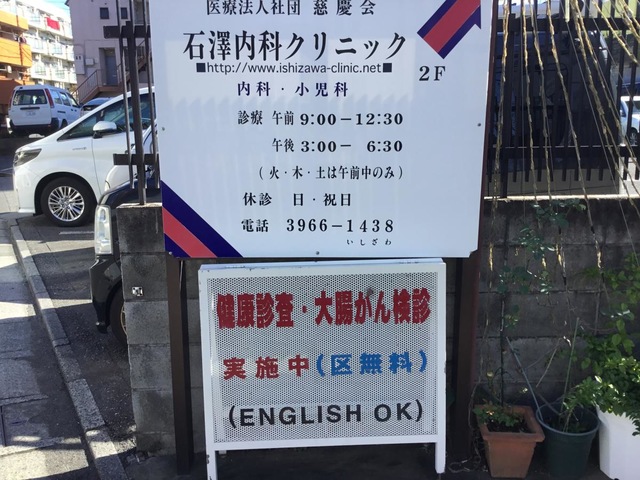 医療法人社団 慈慶会
石澤内科クリニック
■http://www.ishizawa-clinic.net■
2F
内科・小児科
診療 午前 9:00－12:30
午後 3:00－ 6:30
(火・木・土は午前中のみ)
休診 日・祝日
電話 3966－1438
いしざわ
健康診査・大腸がん検診
実施中(区無料)
(ENGLISH OK)